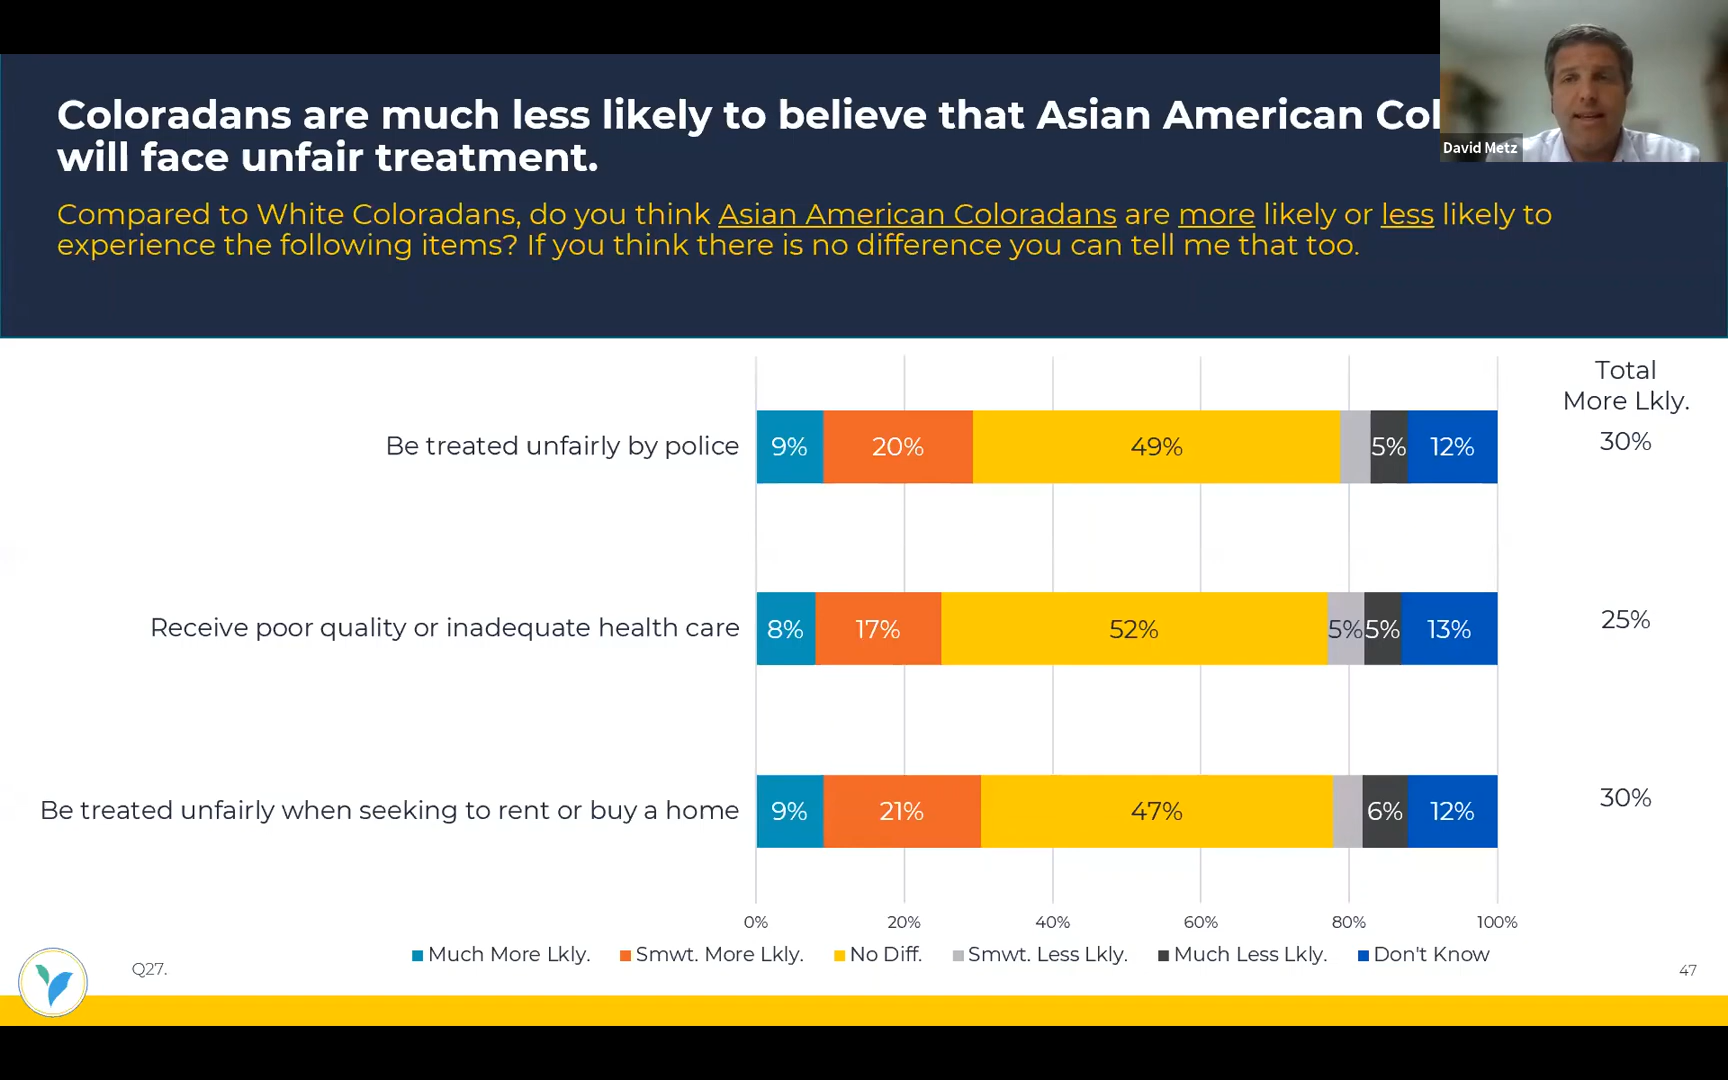 Coloradans are much less likely to believe that Asian American
will face unfair treatment.
David Metz
Compared to White Coloradans, do you think Asian American Coloradans are more likely or less likely to
experience the following items? If you think there is no difference you can tell me that too.
Total
More Lkly.
Be treated unfairly by police 9% 20% 49% 5% 12% 30%
Receive poor quality or inadequate health care 8% 17% 52% 5% 5% 13% 25%
Be treated unfairly when seeking to rent or buy a home 9% 21% 47% 6% 12% 30%
0% 20% 40% 60% 80% 100%
Much More Lkly. Smwt. More Lkly. No Diff. Smwt. Less Lkly. Much Less Lkly. Don't Know
Q27.
47